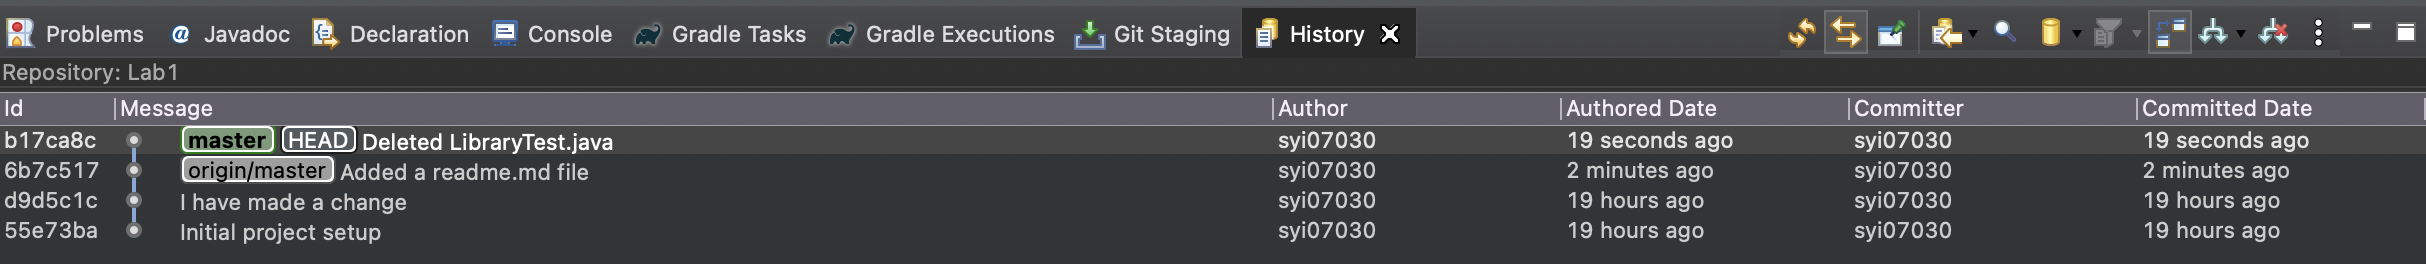 Problems Javadoc Declaration Console Gradle Tasks Gradle Executions Git Staging History
Repository: Lab1
Id Message Author Authored Date Committer Committed Date
b17ca8c master HEAD Deleted LibraryTest.java syi07030 19 seconds ago syi07030 19 seconds ago
6b7c517 origin/master Added a readme.md file syi07030 2 minutes ago syi07030 2 minutes ago
d9d5c1c I have made a change syi07030 19 hours ago syi07030 19 hours ago
55e73ba Initial project setup syi07030 19 hours ago syi07030 19 hours ago